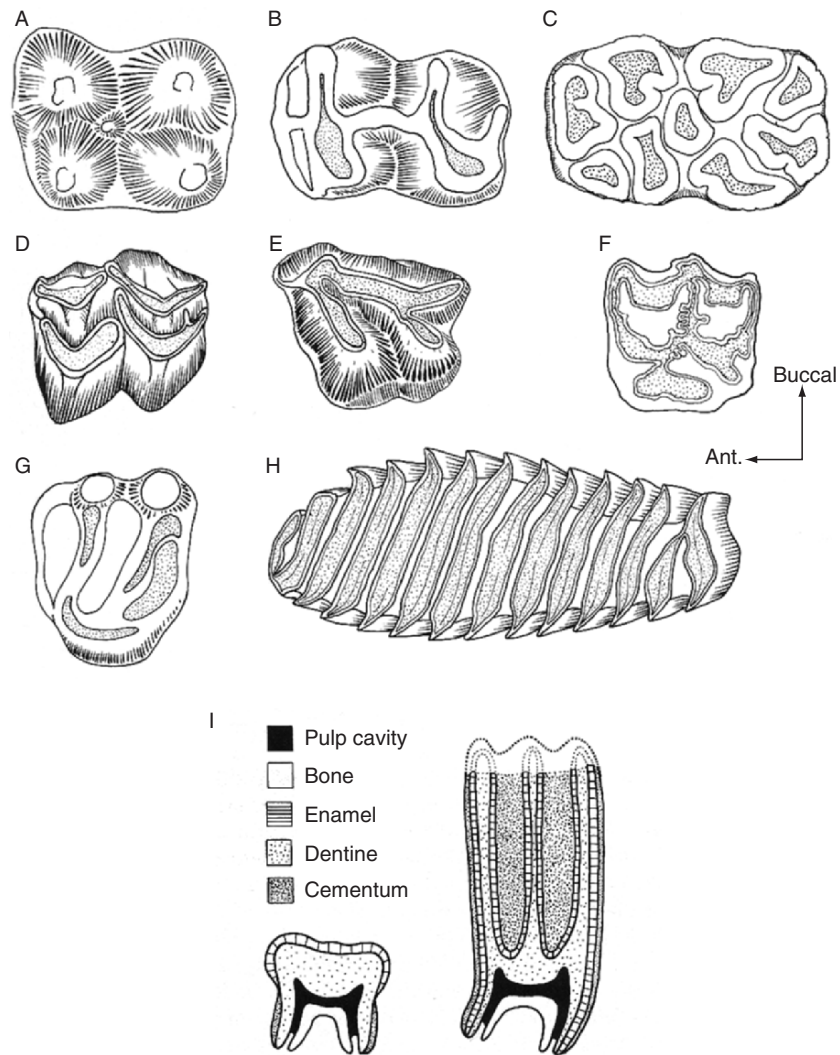 A
B
C
D
E
F
Buccal
Ant.
G
H
I
Pulp cavity
Bone
Enamel
Dentine
Cementum